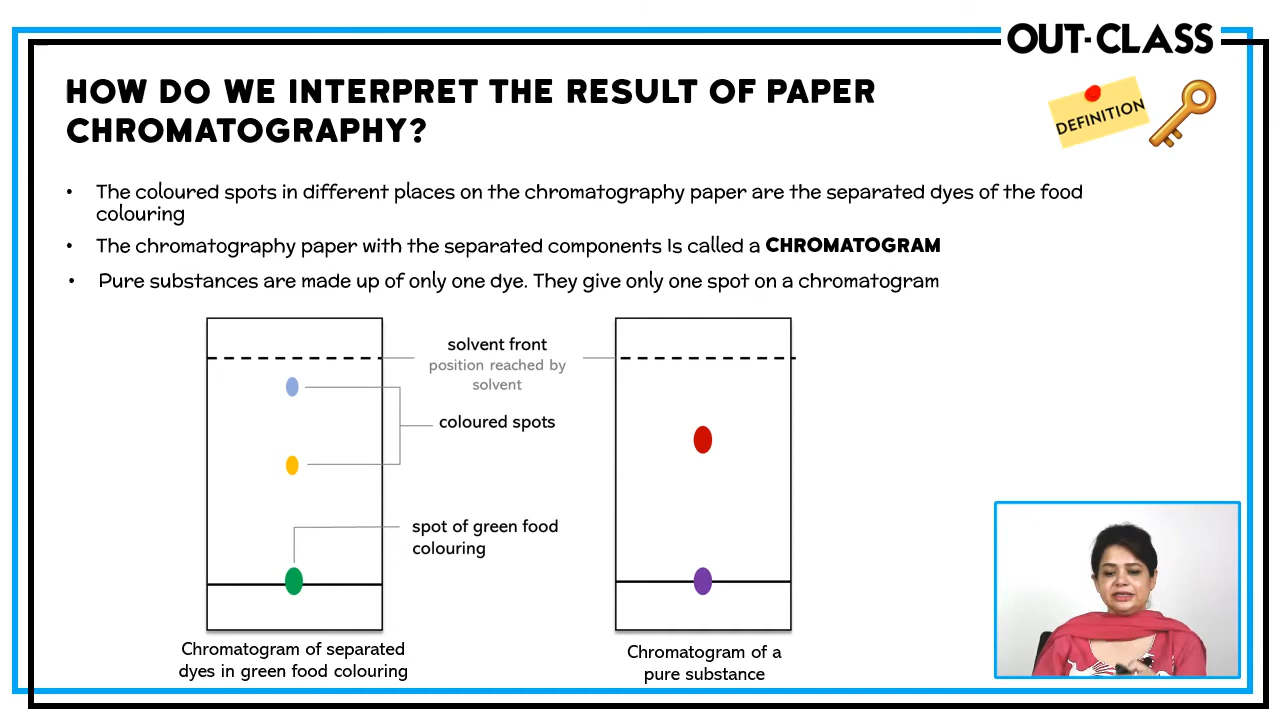 OUT-CLASS
HOW DO WE INTERPRET THE RESULT OF PAPER
CHROMATOGRAPHY?
DEFINITION
• The coloured spots in different places on the chromatography paper are the separated dyes of the food
colouring
• The chromatography paper with the separated components Is called a CHROMATOGRAM
• Pure substances are made up of only one dye. They give only one spot on a chromatogram
solvent front
position reached by
solvent
coloured spots
spot of green food
colouring
Chromatogram of separated
dyes in green food colouring
Chromatogram of a
pure substance